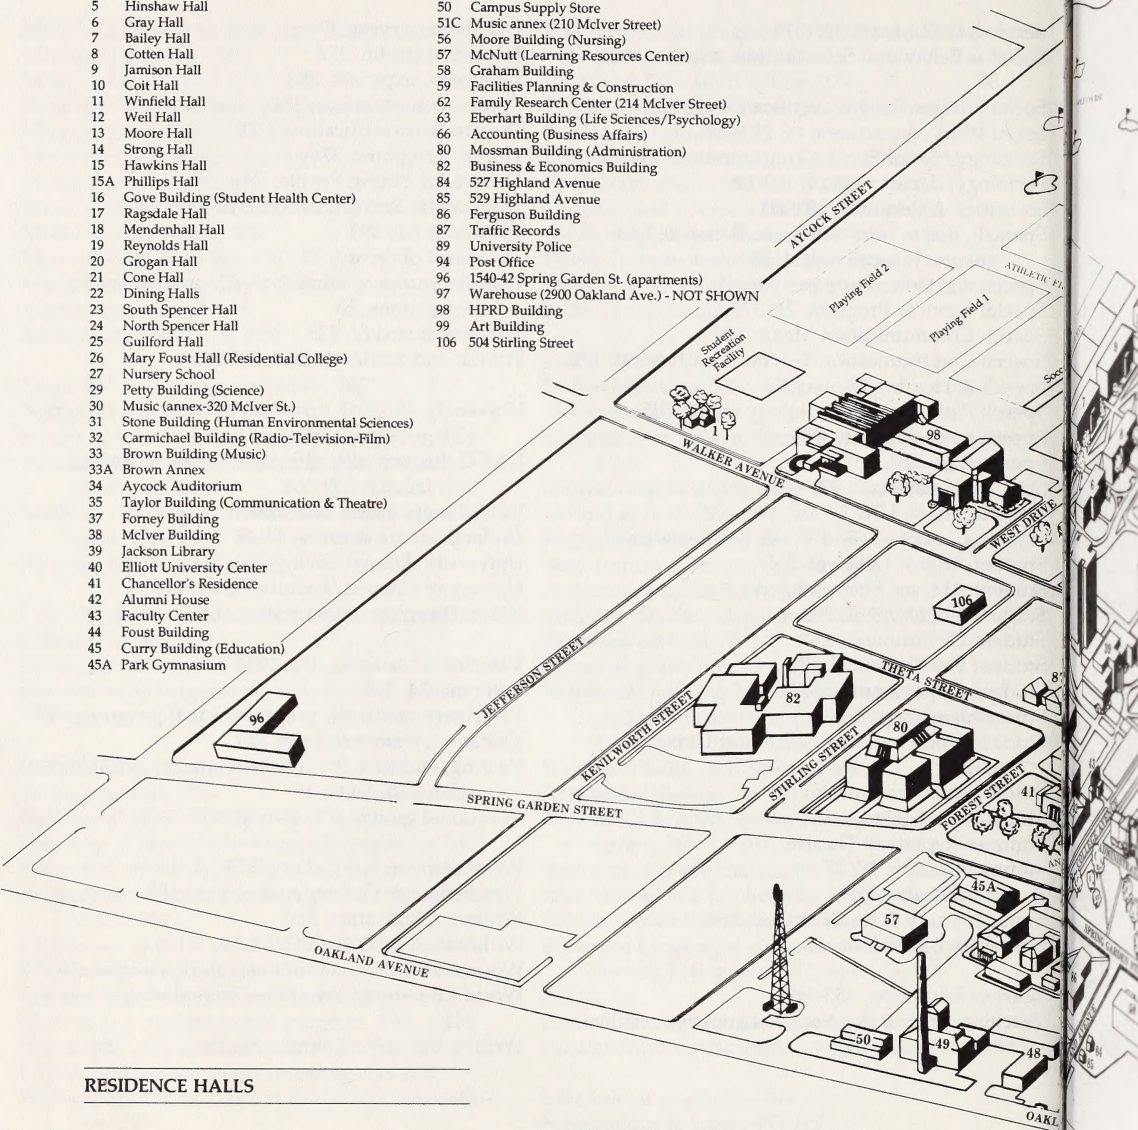 5 Hinshaw Hall
6 Gray Hall
7 Bailey Hall
8 Cotten Hall
9 Jamison Hall
10 Coit Hall
11 Winfield Hall
12 Weil Hall
13 Moore Hall
14 Strong Hall
15 Hawkins Hall
15A Phillips Hall
16 Gove Building (Student Health Center)
17 Ragsdale Hall
18 Mendenhall Hall
19 Reynolds Hall
20 Grogan Hall
21 Cone Hall
22 Dining Halls
23 South Spencer Hall
24 North Spencer Hall
25 Guilford Hall
26 Mary Foust Hall (Residential College)
27 Nursery School
29 Petty Building (Science)
30 Music (annex-320 McIver St.)
31 Stone Building (Human Environmental Sciences)
32 Carmichael Building (Radio-Television-Film)
33 Brown Building (Music)
33A Brown Annex
34 Aycock Auditorium
35 Taylor Building (Communication & Theatre)
37 Forney Building
38 McIver Building
39 Jackson Library
40 Elliott University Center
41 Chancellor's Residence
42 Alumni House
43 Faculty Center
44 Foust Building
45 Curry Building (Education)
45A Park Gymnasium
50 Campus Supply Store
51C Music annex (210 McIver Street)
56 Moore Building (Nursing)
57 McNutt (Learning Resources Center)
58 Graham Building
59 Facilities Planning & Construction
62 Family Research Center (214 McIver Street)
63 Eberhart Building (Life Sciences/Psychology)
66 Purchasing (Business Affairs)
80 Mossman Building (Administration)
82 Business & Economics Building
84 527 Highland Avenue
85 529 Highland Avenue
86 Ferguson Building
87 Traffic Records
89 University Police
94 Post Office
96 1540-42 Spring Garden St. (apartments)
97 Warehouse (2900 Oakland Ave.) - NOT SHOWN
98 HPRD Building
99 Art Building
106 504 Stirling Street
AYCOCK STREET
ATHLETIC
Playing Field 2
Playing Field 1
Student
Recreation
Facility
1
98
WALKER AVENUE
WEST DRIVE
106
JEFFERSON STREET
THETA STREET
87
82
KENILWORTH STREET
80
96
STIRLING STREET
41
FOREST STREET
SPRING GARDEN STREET
45A
57
OAKLAND AVENUE
50
49
48
OAKL
RESIDENCE HALLS